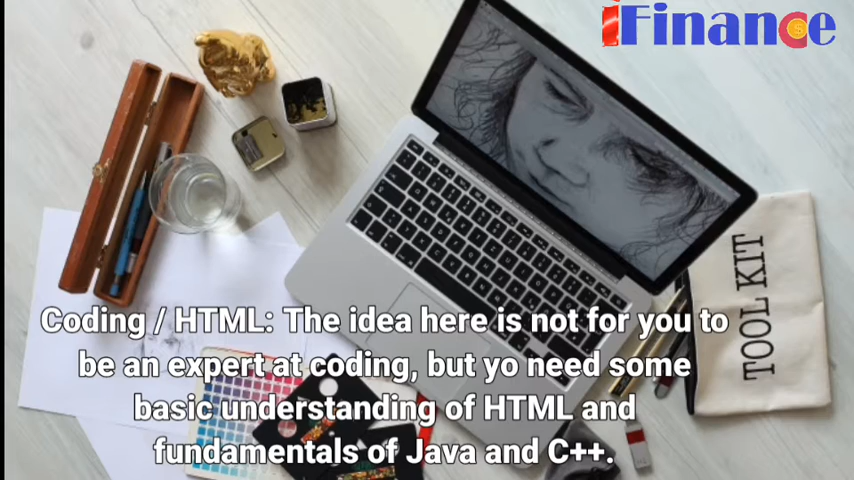 iFinance
TOOL KIT
Coding / HTML: The idea here is not for you to
be an expert at coding, but yo need some
basic understanding of HTML and
fundamentals of Java and C++.